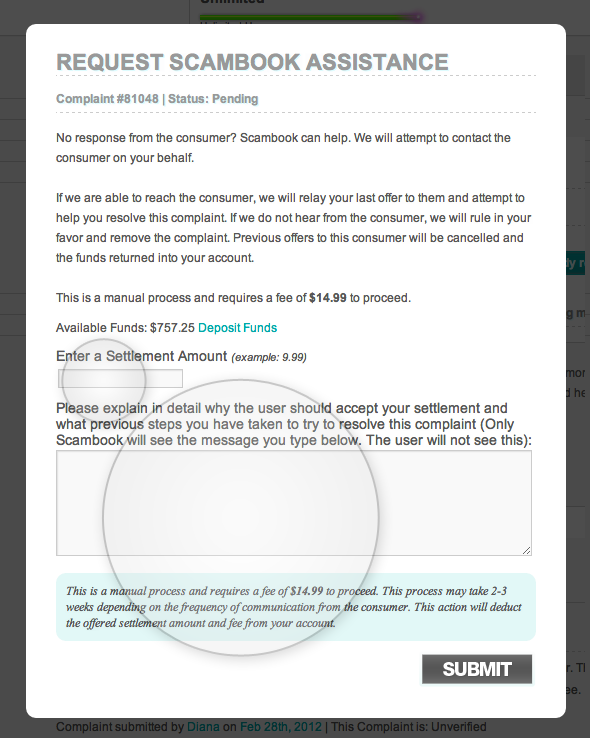 Unlimited
REQUEST SCAMBOOK ASSISTANCE
Complaint #81048 | Status: Pending
No response from the consumer? Scambook can help. We will attempt to contact the
consumer on your behalf.
If we are able to reach the consumer, we will relay your last offer to them and attempt to
help you resolve this complaint. If we do not hear from the consumer, we will rule in your
favor and remove the complaint. Previous offers to this consumer will be cancelled and
the funds returned into your account.
This is a manual process and requires a fee of $14.99 to proceed.
Available Funds: $757.25 Deposit Funds
Enter a Settlement Amount (example: 9.99)
Please explain in detail why the user should accept your settlement and
what previous steps you have taken to try to resolve this complaint (Only
Scambook will see the message you type below. The user will not see this):
This is a manual process and requires a fee of $14.99 to proceed. This process may take 2-3
weeks depending on the frequency of communication from the consumer. This action will deduct
the offered settlement amount and fee from your account.
SUBMIT
Complaint submitted by Diana on Feb 28th, 2012 | This Complaint is: Unverified